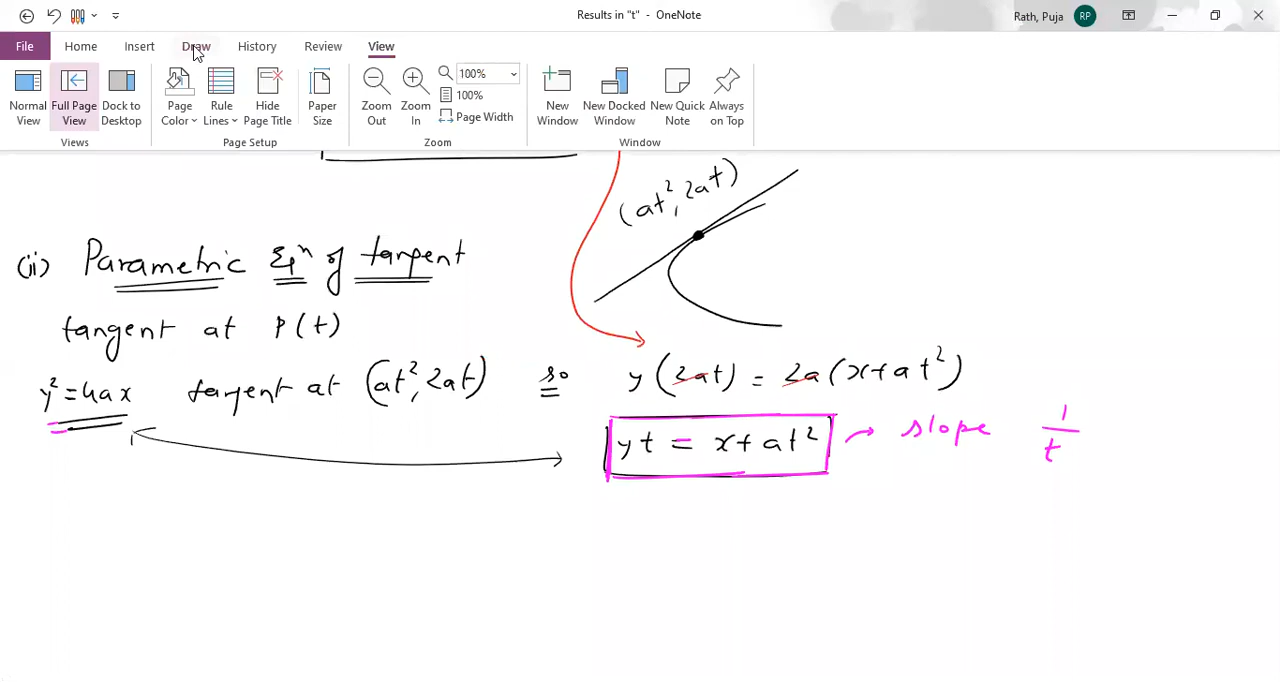 Results in "t" - OneNote
Rath, Puja RP
File Home Insert Draw History Review View
Normal View
Full Page View
Dock to Desktop
Page Color
Rule Lines
Hide Page Title
Paper Size
Zoom Out
Zoom In
100%
100%
Page Width
New Window
New Docked Window
New Quick Note
Always on Top
Views Page Setup Zoom Window
(at², 2at)
(ii) Parametric Eqⁿ of tangent
tangent at P(t)
y² = 4ax tangent at (at², 2at) so y(2at) = 2a(x + at²)
yt = x + at² → slope 1/t